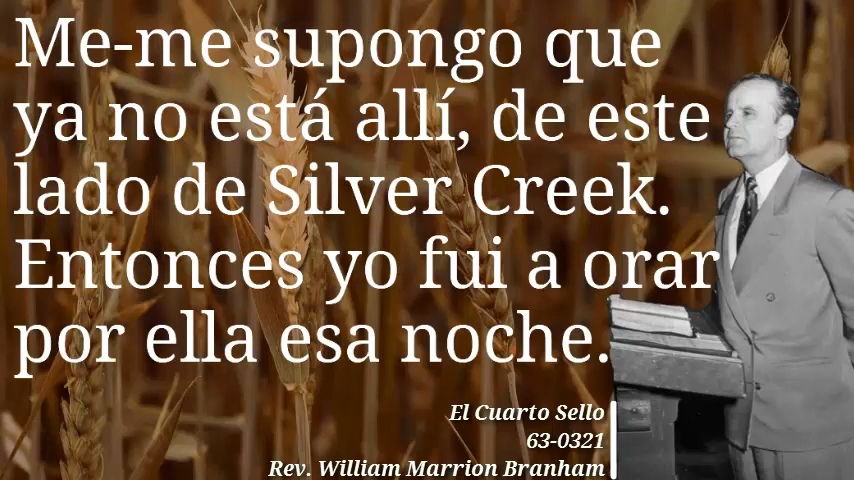 Me-me supongo que
ya no está allí, de este
lado de Silver Creek.
Entonces yo fui a orar
por ella esa noche.
El Cuarto Sello
63-0321
Rev. William Marrion Branham